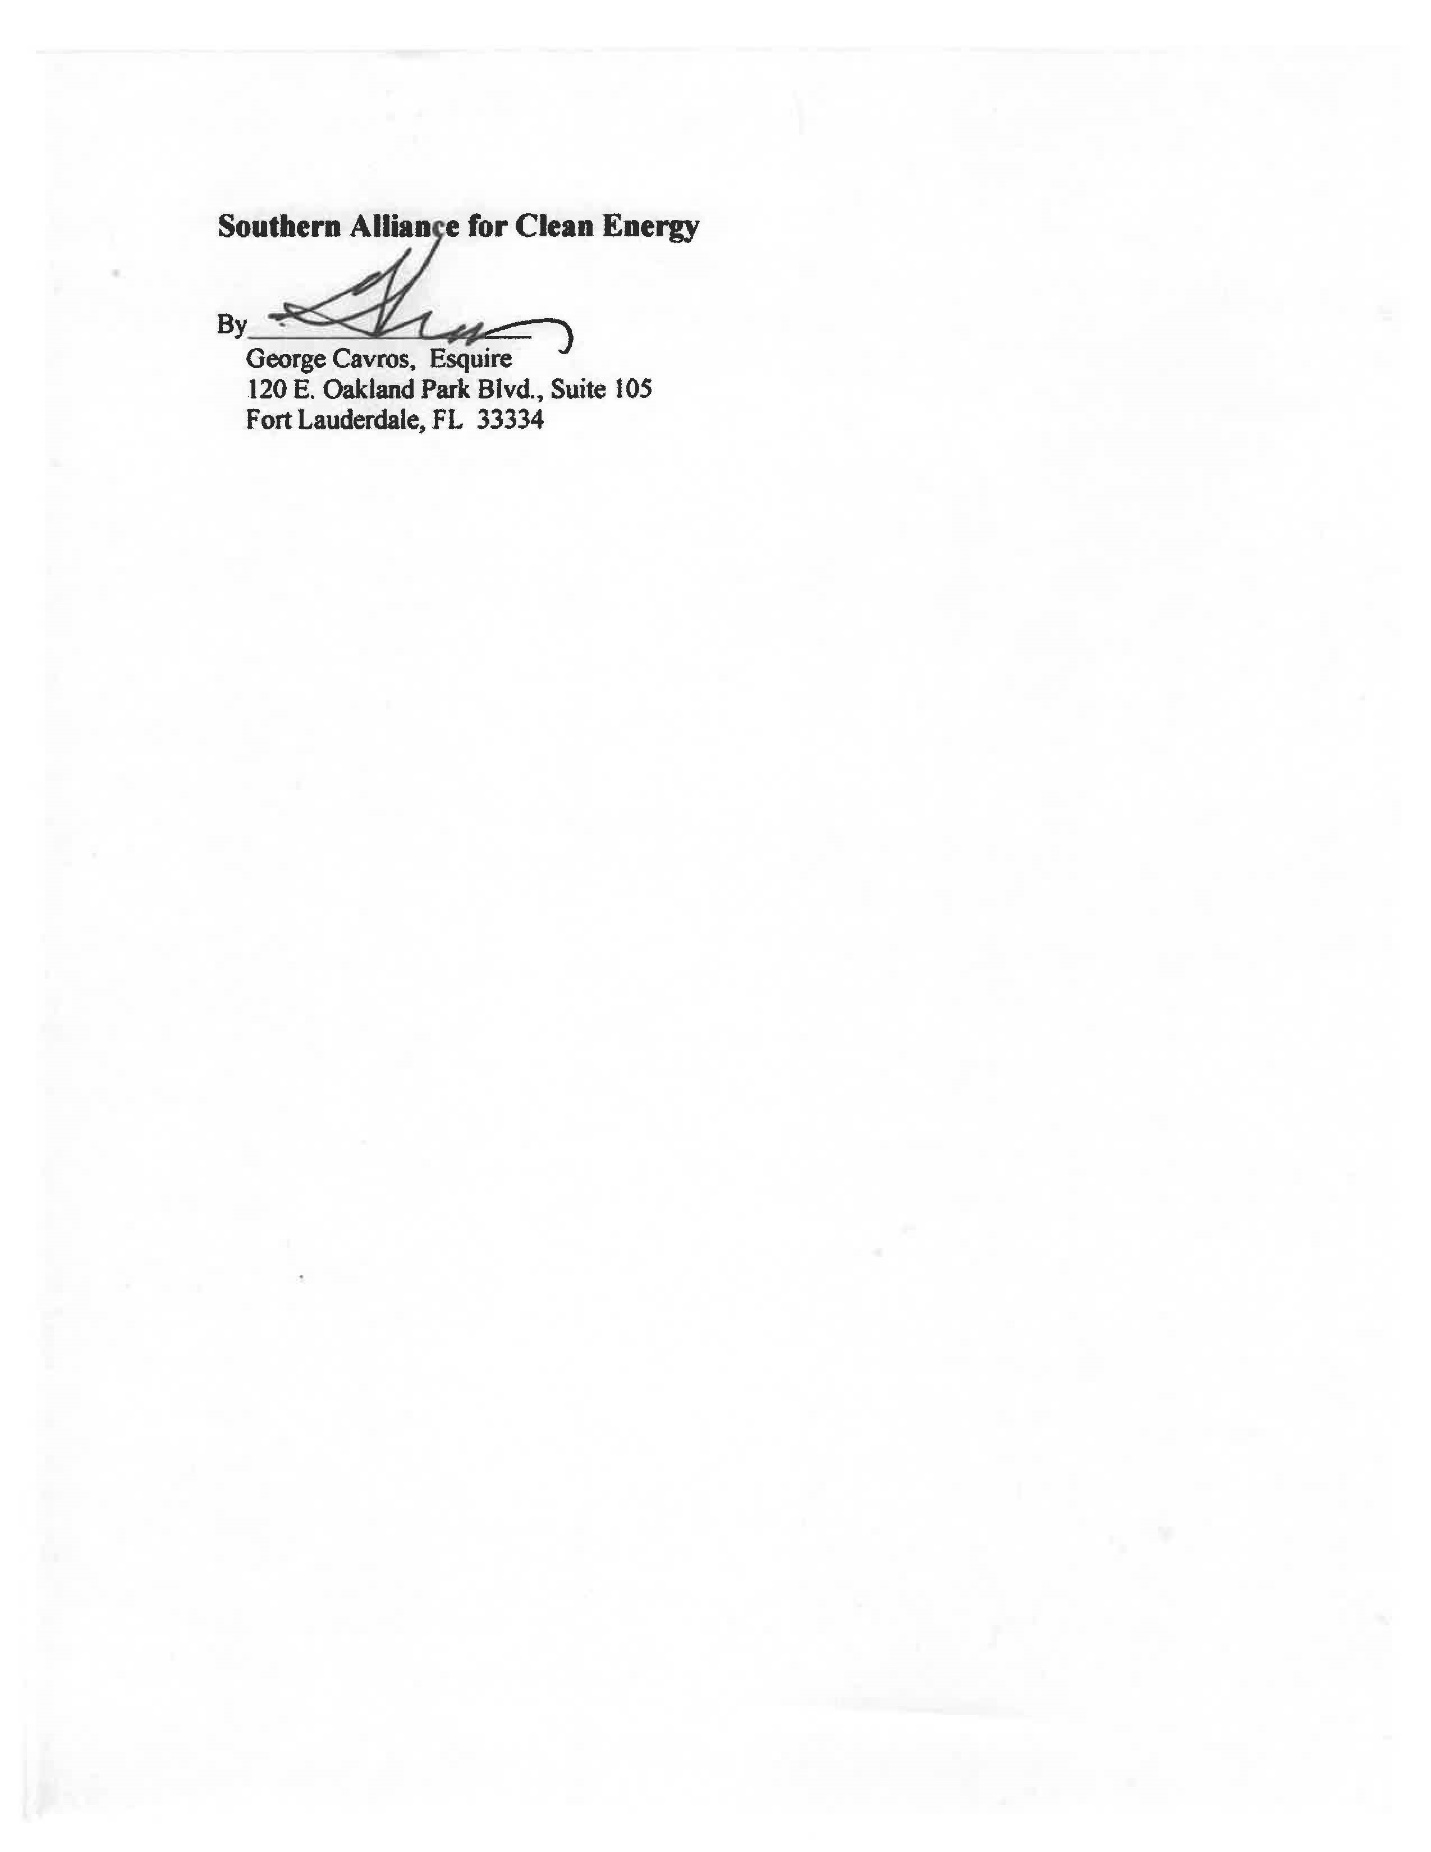 Southern Alliance for Clean Energy
By
George Cavros, Esquire
120 E. Oakland Park Blvd., Suite 105
Fort Lauderdale, FL 33334